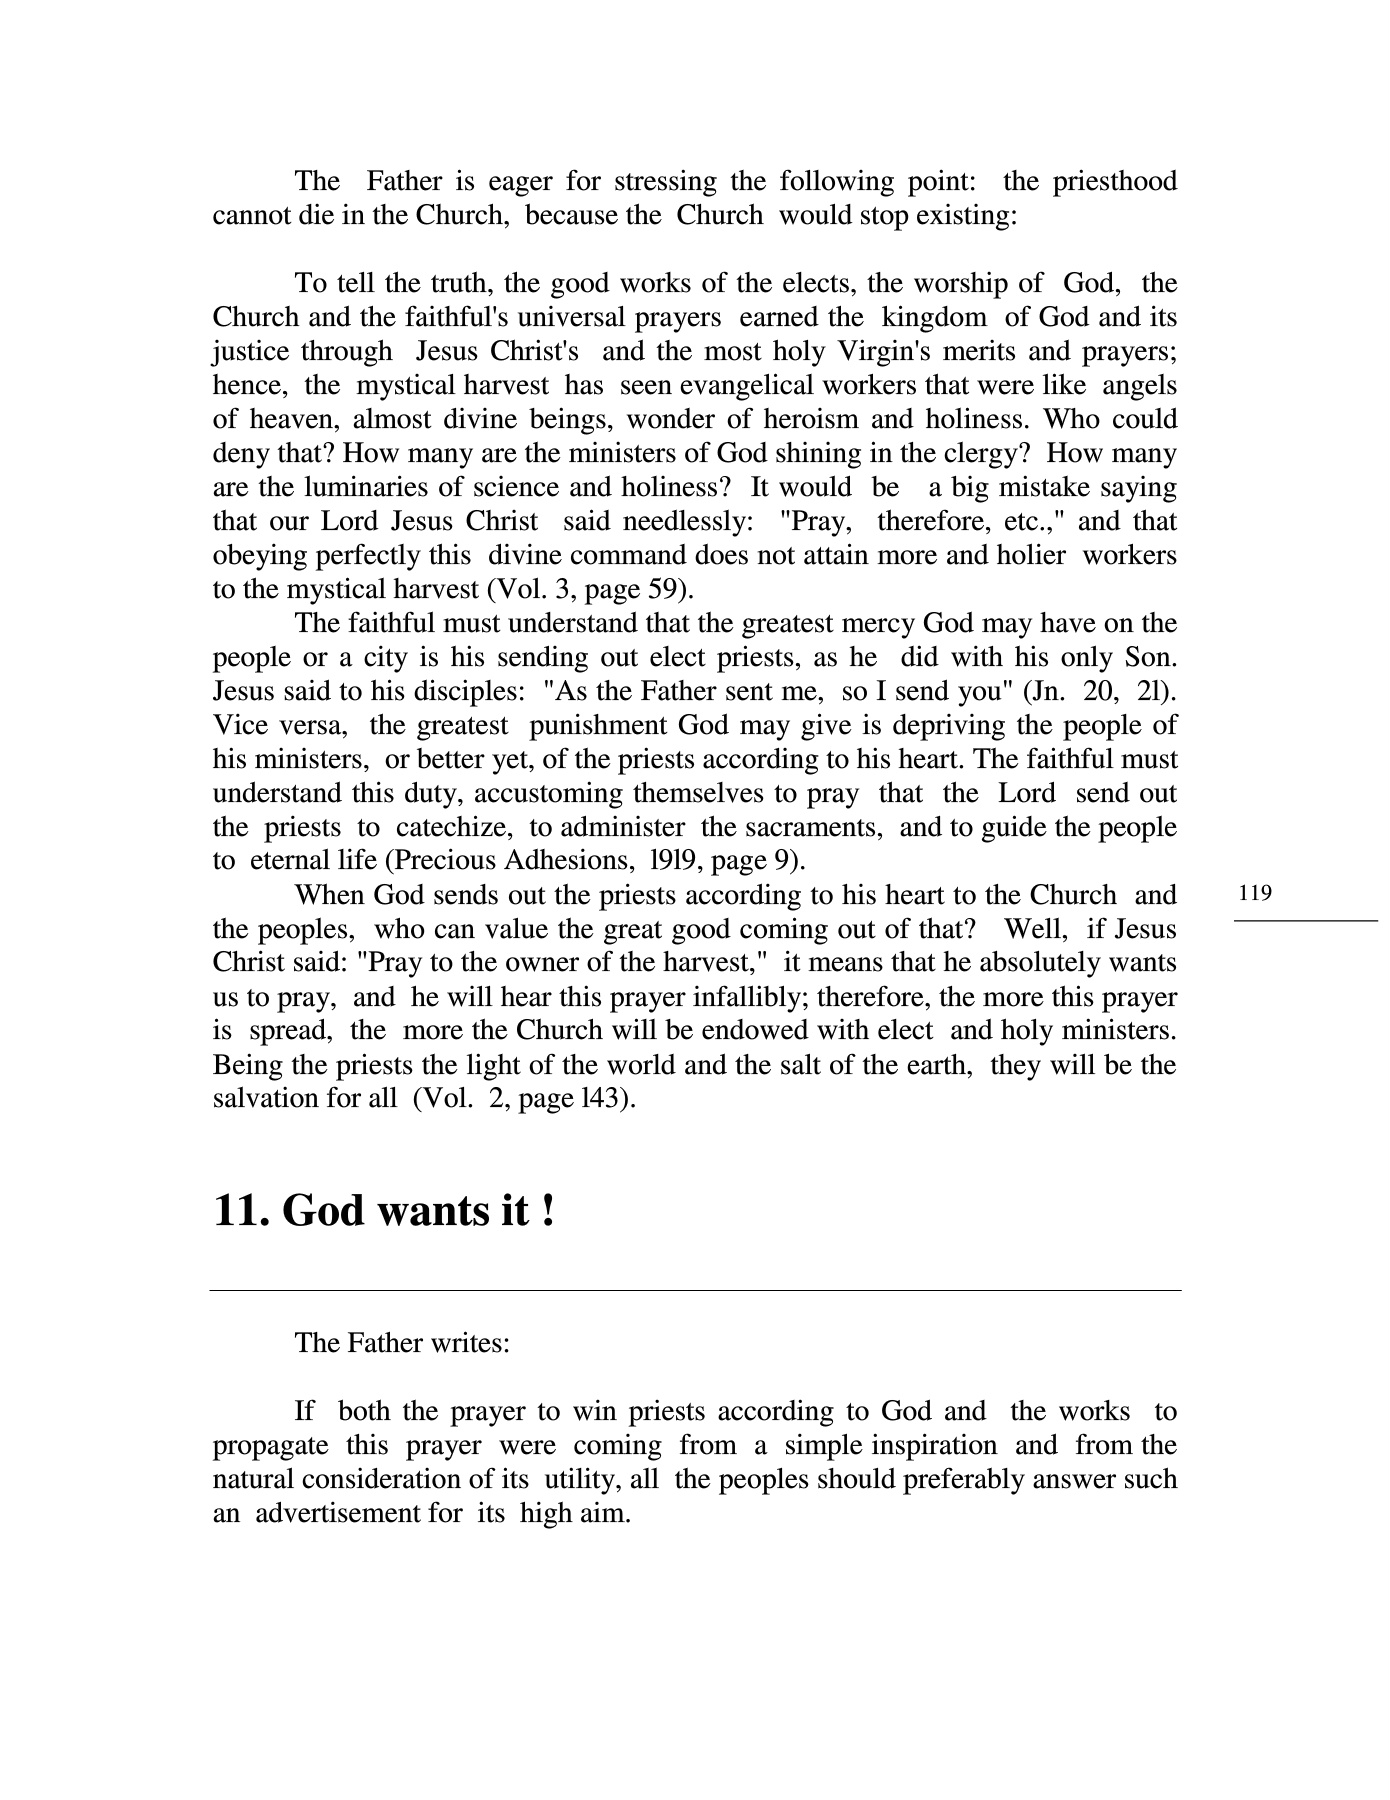 The Father is eager for stressing the following point: the priesthood
cannot die in the Church, because the Church would stop existing:
To tell the truth, the good works of the elects, the worship of God, the
Church and the faithful's universal prayers earned the kingdom of God and its
justice through Jesus Christ's and the most holy Virgin's merits and prayers;
hence, the mystical harvest has seen evangelical workers that were like angels
of heaven, almost divine beings, wonder of heroism and holiness. Who could
deny that? How many are the ministers of God shining in the clergy? How many
are the luminaries of science and holiness? It would be a big mistake saying
that our Lord Jesus Christ said needlessly: "Pray, therefore, etc.," and that
obeying perfectly this divine command does not attain more and holier workers
to the mystical harvest (Vol. 3, page 59).
The faithful must understand that the greatest mercy God may have on the
people or a city is his sending out elect priests, as he did with his only Son.
Jesus said to his disciples: "As the Father sent me, so I send you" (Jn. 20, 2l).
Vice versa, the greatest punishment God may give is depriving the people of
his ministers, or better yet, of the priests according to his heart. The faithful must
understand this duty, accustoming themselves to pray that the Lord send out
the priests to catechize, to administer the sacraments, and to guide the people
to eternal life (Precious Adhesions, l9l9, page 9).
When God sends out the priests according to his heart to the Church and
the peoples, who can value the great good coming out of that? Well, if Jesus
Christ said: "Pray to the owner of the harvest," it means that he absolutely wants
us to pray, and he will hear this prayer infallibly; therefore, the more this prayer
is spread, the more the Church will be endowed with elect and holy ministers.
Being the priests the light of the world and the salt of the earth, they will be the
salvation for all (Vol. 2, page l43).
119
11. God wants it !
The Father writes:
If both the prayer to win priests according to God and the works to
propagate this prayer were coming from a simple inspiration and from the
natural consideration of its utility, all the peoples should preferably answer such
an advertisement for its high aim.